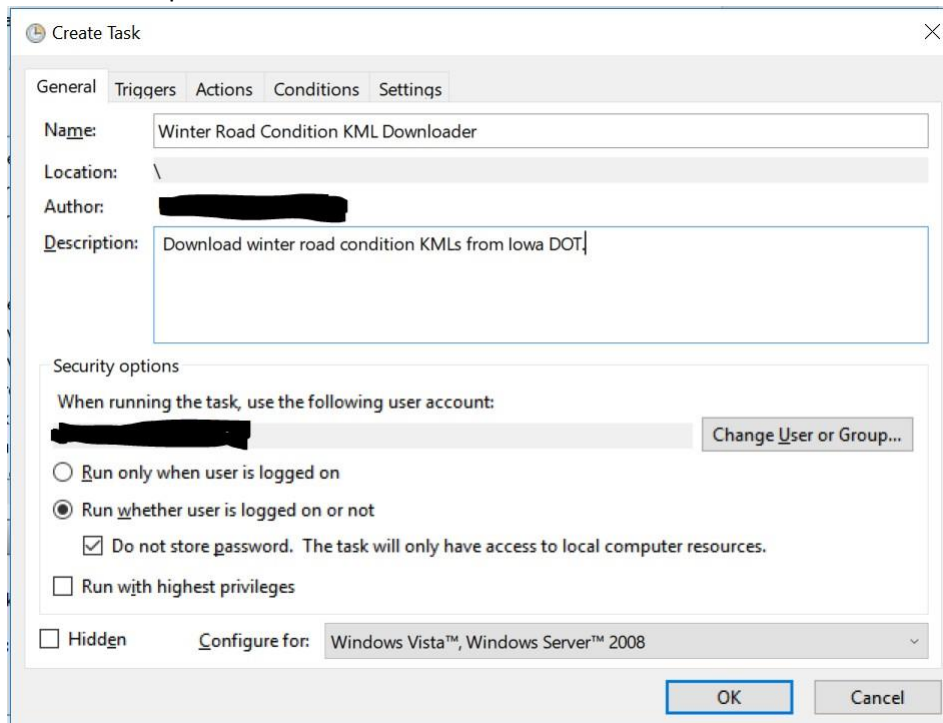 Create Task
General Triggers Actions Conditions Settings
Name: Winter Road Condition KML Downloader
Location: \
Author:
Description: Download winter road condition KMLs from Iowa DOT.
Security options
When running the task, use the following user account:
Change User or Group...
Run only when user is logged on
Run whether user is logged on or not
Do not store password. The task will only have access to local computer resources.
Run with highest privileges
Hidden Configure for: Windows Vista™, Windows Server™ 2008
OK Cancel